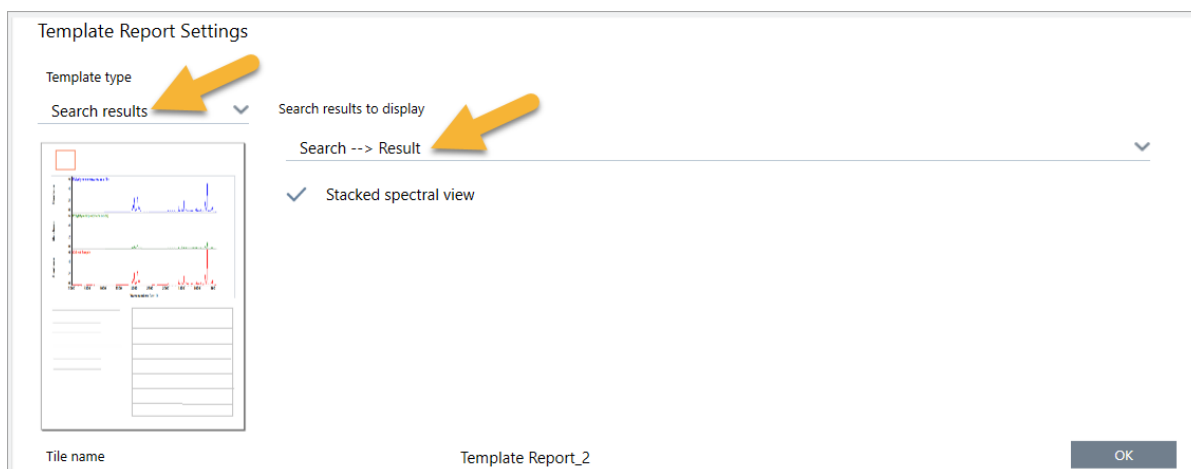 Template Report Settings
Template type
Search results
Search results to display
Search --> Result
Stacked spectral view
Tile name
Template Report_2
OK